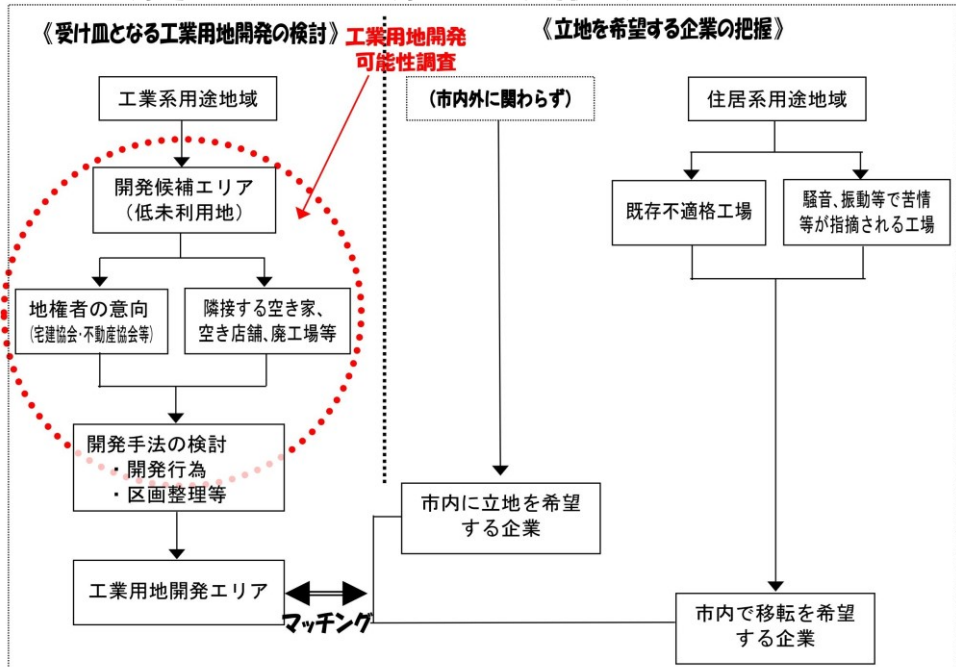 《受け皿となる工業用地開発の検討》
工業用地開発
可能性調査
《立地を希望する企業の把握》
工業系用途地域
(市内外に関わらず)
住居系用途地域
開発候補エリア
(低未利用地)
既存不適格工場
騒音、振動等で苦情
等が指摘される工場
地権者の意向
(宅建協会・不動産協会等)
隣接する空き家、
空き店舗、廃工場等
開発手法の検討
・開発行為
・区画整理等
市内に立地を希望
する企業
工業用地開発エリア
マッチング
市内で移転を希望
する企業